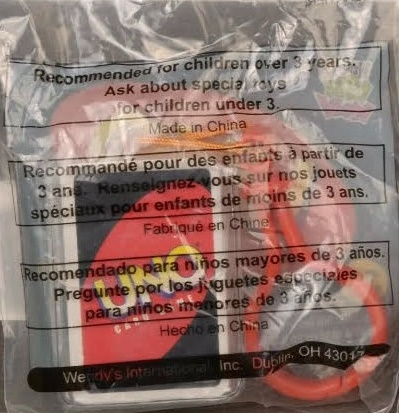 Recommended for children over 3 years.
Ask about special toys
for children under 3.
Made in China
Recommandé pour des enfants à partir de
3 ans. Renseignez-vous sur nos jouets
spéciaux pour enfants de moins de 3 ans.
Fabriqué en Chine
Recomendado para niños mayores de 3 años.
Pregunte por los juguetes especiales
para niños menores de 3 años.
Hecho en China
UNO
CARD
Wendy's International, Inc. Dublin, OH 43017